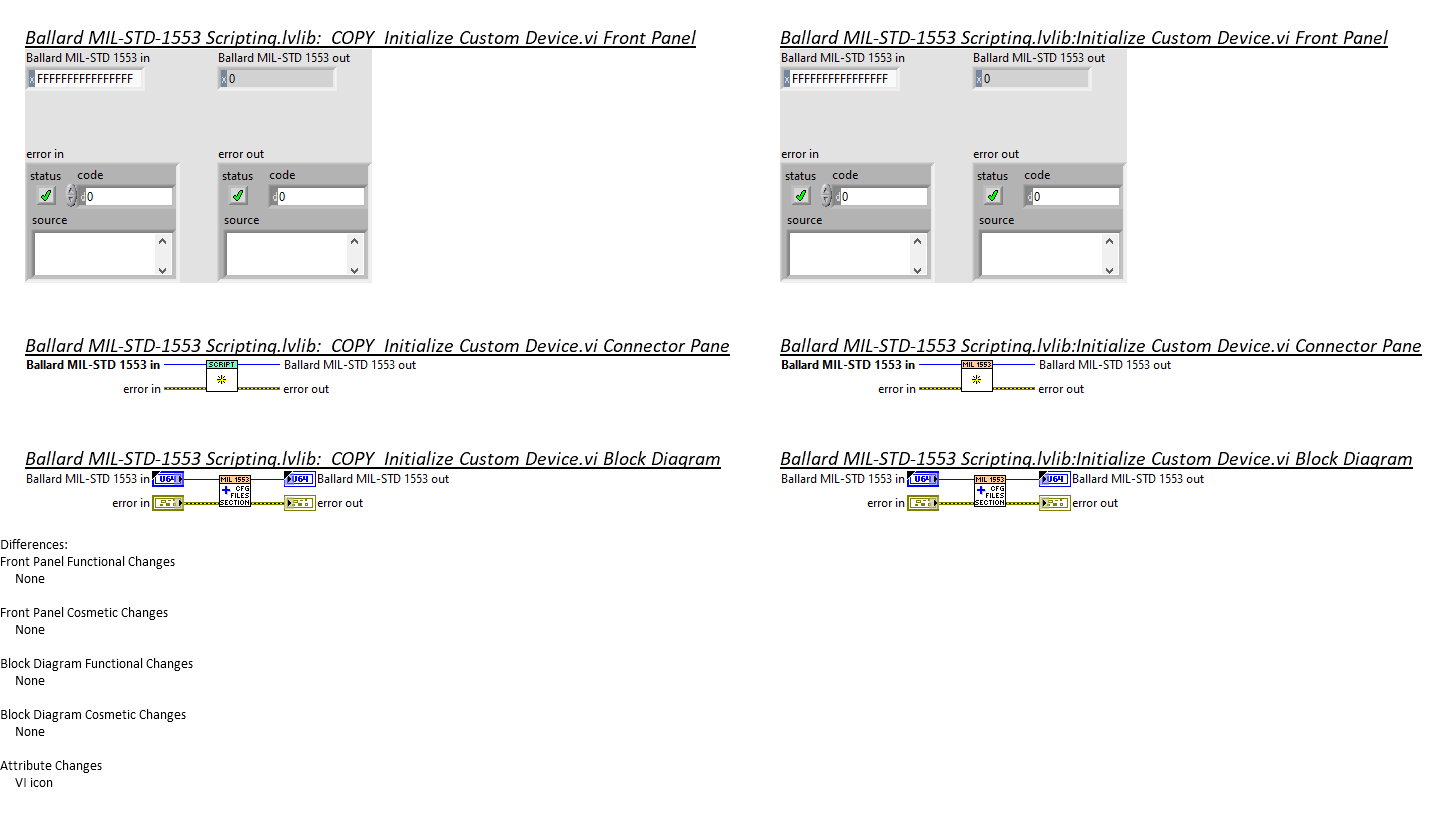 Ballard MIL-STD-1553 Scripting.lvlib:  COPY  Initialize Custom Device.vi Front Panel
Ballard MIL-STD 1553 in
Ballard MIL-STD 1553 out
x FFFFFFFFFFFFFFFF
x 0
error in
error out
status code
status code
d 0
d 0
source
source
Ballard MIL-STD-1553 Scripting.lvlib:Initialize Custom Device.vi Front Panel
Ballard MIL-STD 1553 in
Ballard MIL-STD 1553 out
x FFFFFFFFFFFFFFFF
x 0
error in
error out
status code
status code
d 0
d 0
source
source
Ballard MIL-STD-1553 Scripting.lvlib:  COPY  Initialize Custom Device.vi Connector Pane
Ballard MIL-STD 1553 in
SCRIPT
Ballard MIL-STD 1553 out
error in
error out
Ballard MIL-STD-1553 Scripting.lvlib:Initialize Custom Device.vi Connector Pane
Ballard MIL-STD 1553 in
MIL 1553
Ballard MIL-STD 1553 out
error in
error out
Ballard MIL-STD-1553 Scripting.lvlib:  COPY  Initialize Custom Device.vi Block Diagram
Ballard MIL-STD 1553 in
U64
MIL 1553
+ CFG
FILES
SECTION
U64
Ballard MIL-STD 1553 out
error in
error out
Ballard MIL-STD-1553 Scripting.lvlib:Initialize Custom Device.vi Block Diagram
Ballard MIL-STD 1553 in
U64
MIL 1553
+ CFG
FILES
SECTION
U64
Ballard MIL-STD 1553 out
error in
error out
Differences:
Front Panel Functional Changes
None
Front Panel Cosmetic Changes
None
Block Diagram Functional Changes
None
Block Diagram Cosmetic Changes
None
Attribute Changes
VI icon